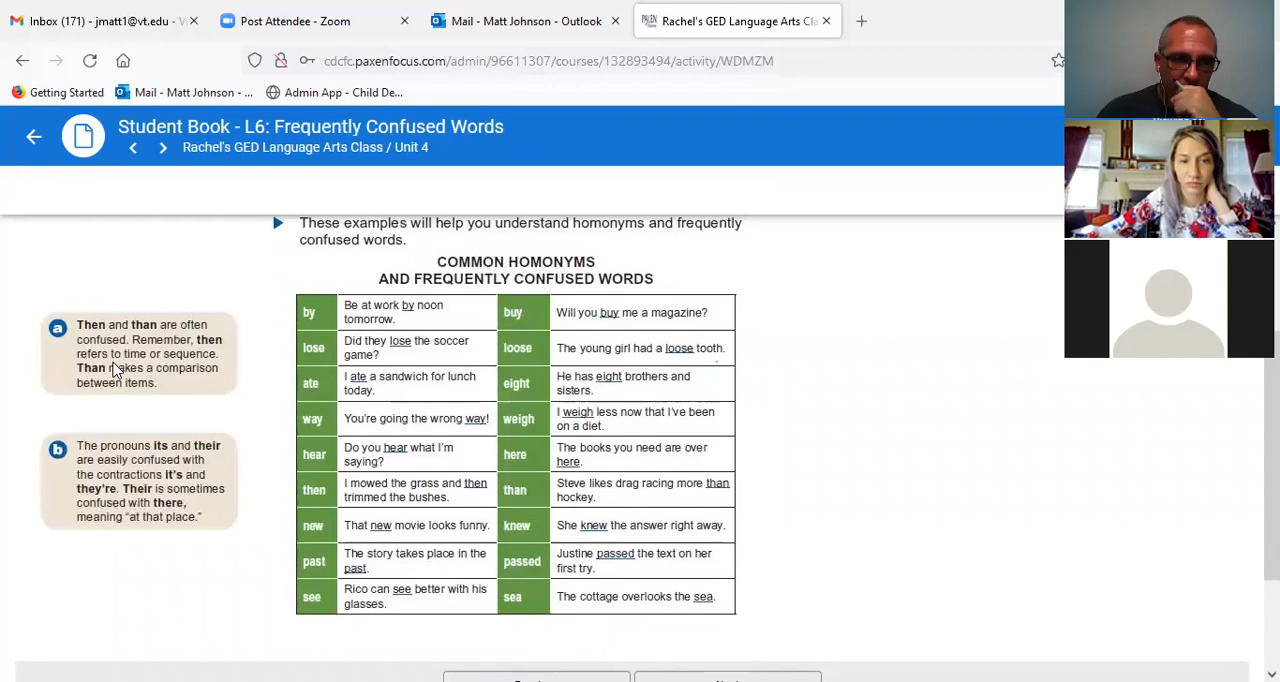 Inbox (171) - jmatt1@vt.edu - Vi
Post Attendee - Zoom
Mail - Matt Johnson - Outlook
Rachel's GED Language Arts Cla
cdcfc.paxenfocus.com/admin/96611307/courses/132893494/activity/WDMZM
Getting Started
Mail - Matt Johnson - ...
Admin App - Child De...
Student Book - L6: Frequently Confused Words
Rachel's GED Language Arts Class / Unit 4
These examples will help you understand homonyms and frequently
confused words.
COMMON HOMONYMS
AND FREQUENTLY CONFUSED WORDS
a
Then and than are often
confused. Remember, then
refers to time or sequence.
Than makes a comparison
between items.
b
The pronouns its and their
are easily confused with
the contractions it's and
they're. Their is sometimes
confused with there,
meaning "at that place."
by
Be at work by noon
tomorrow.
buy
Will you buy me a magazine?
lose
Did they lose the soccer
game?
loose
The young girl had a loose tooth.
ate
I ate a sandwich for lunch
today.
eight
He has eight brothers and
sisters.
way
You're going the wrong way!
weigh
I weigh less now that I've been
on a diet.
hear
Do you hear what I'm
saying?
here
The books you need are over
here.
then
I mowed the grass and then
trimmed the bushes.
than
Steve likes drag racing more than
hockey.
new
That new movie looks funny.
knew
She knew the answer right away.
past
The story takes place in the
past.
passed
Justine passed the text on her
first try.
see
Rico can see better with his
glasses.
sea
The cottage overlooks the sea.